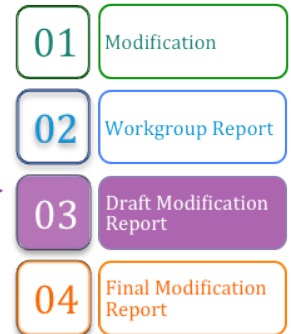 01
Modification
02
Workgroup Report
03
Draft Modification
Report
04
Final Modification
Report